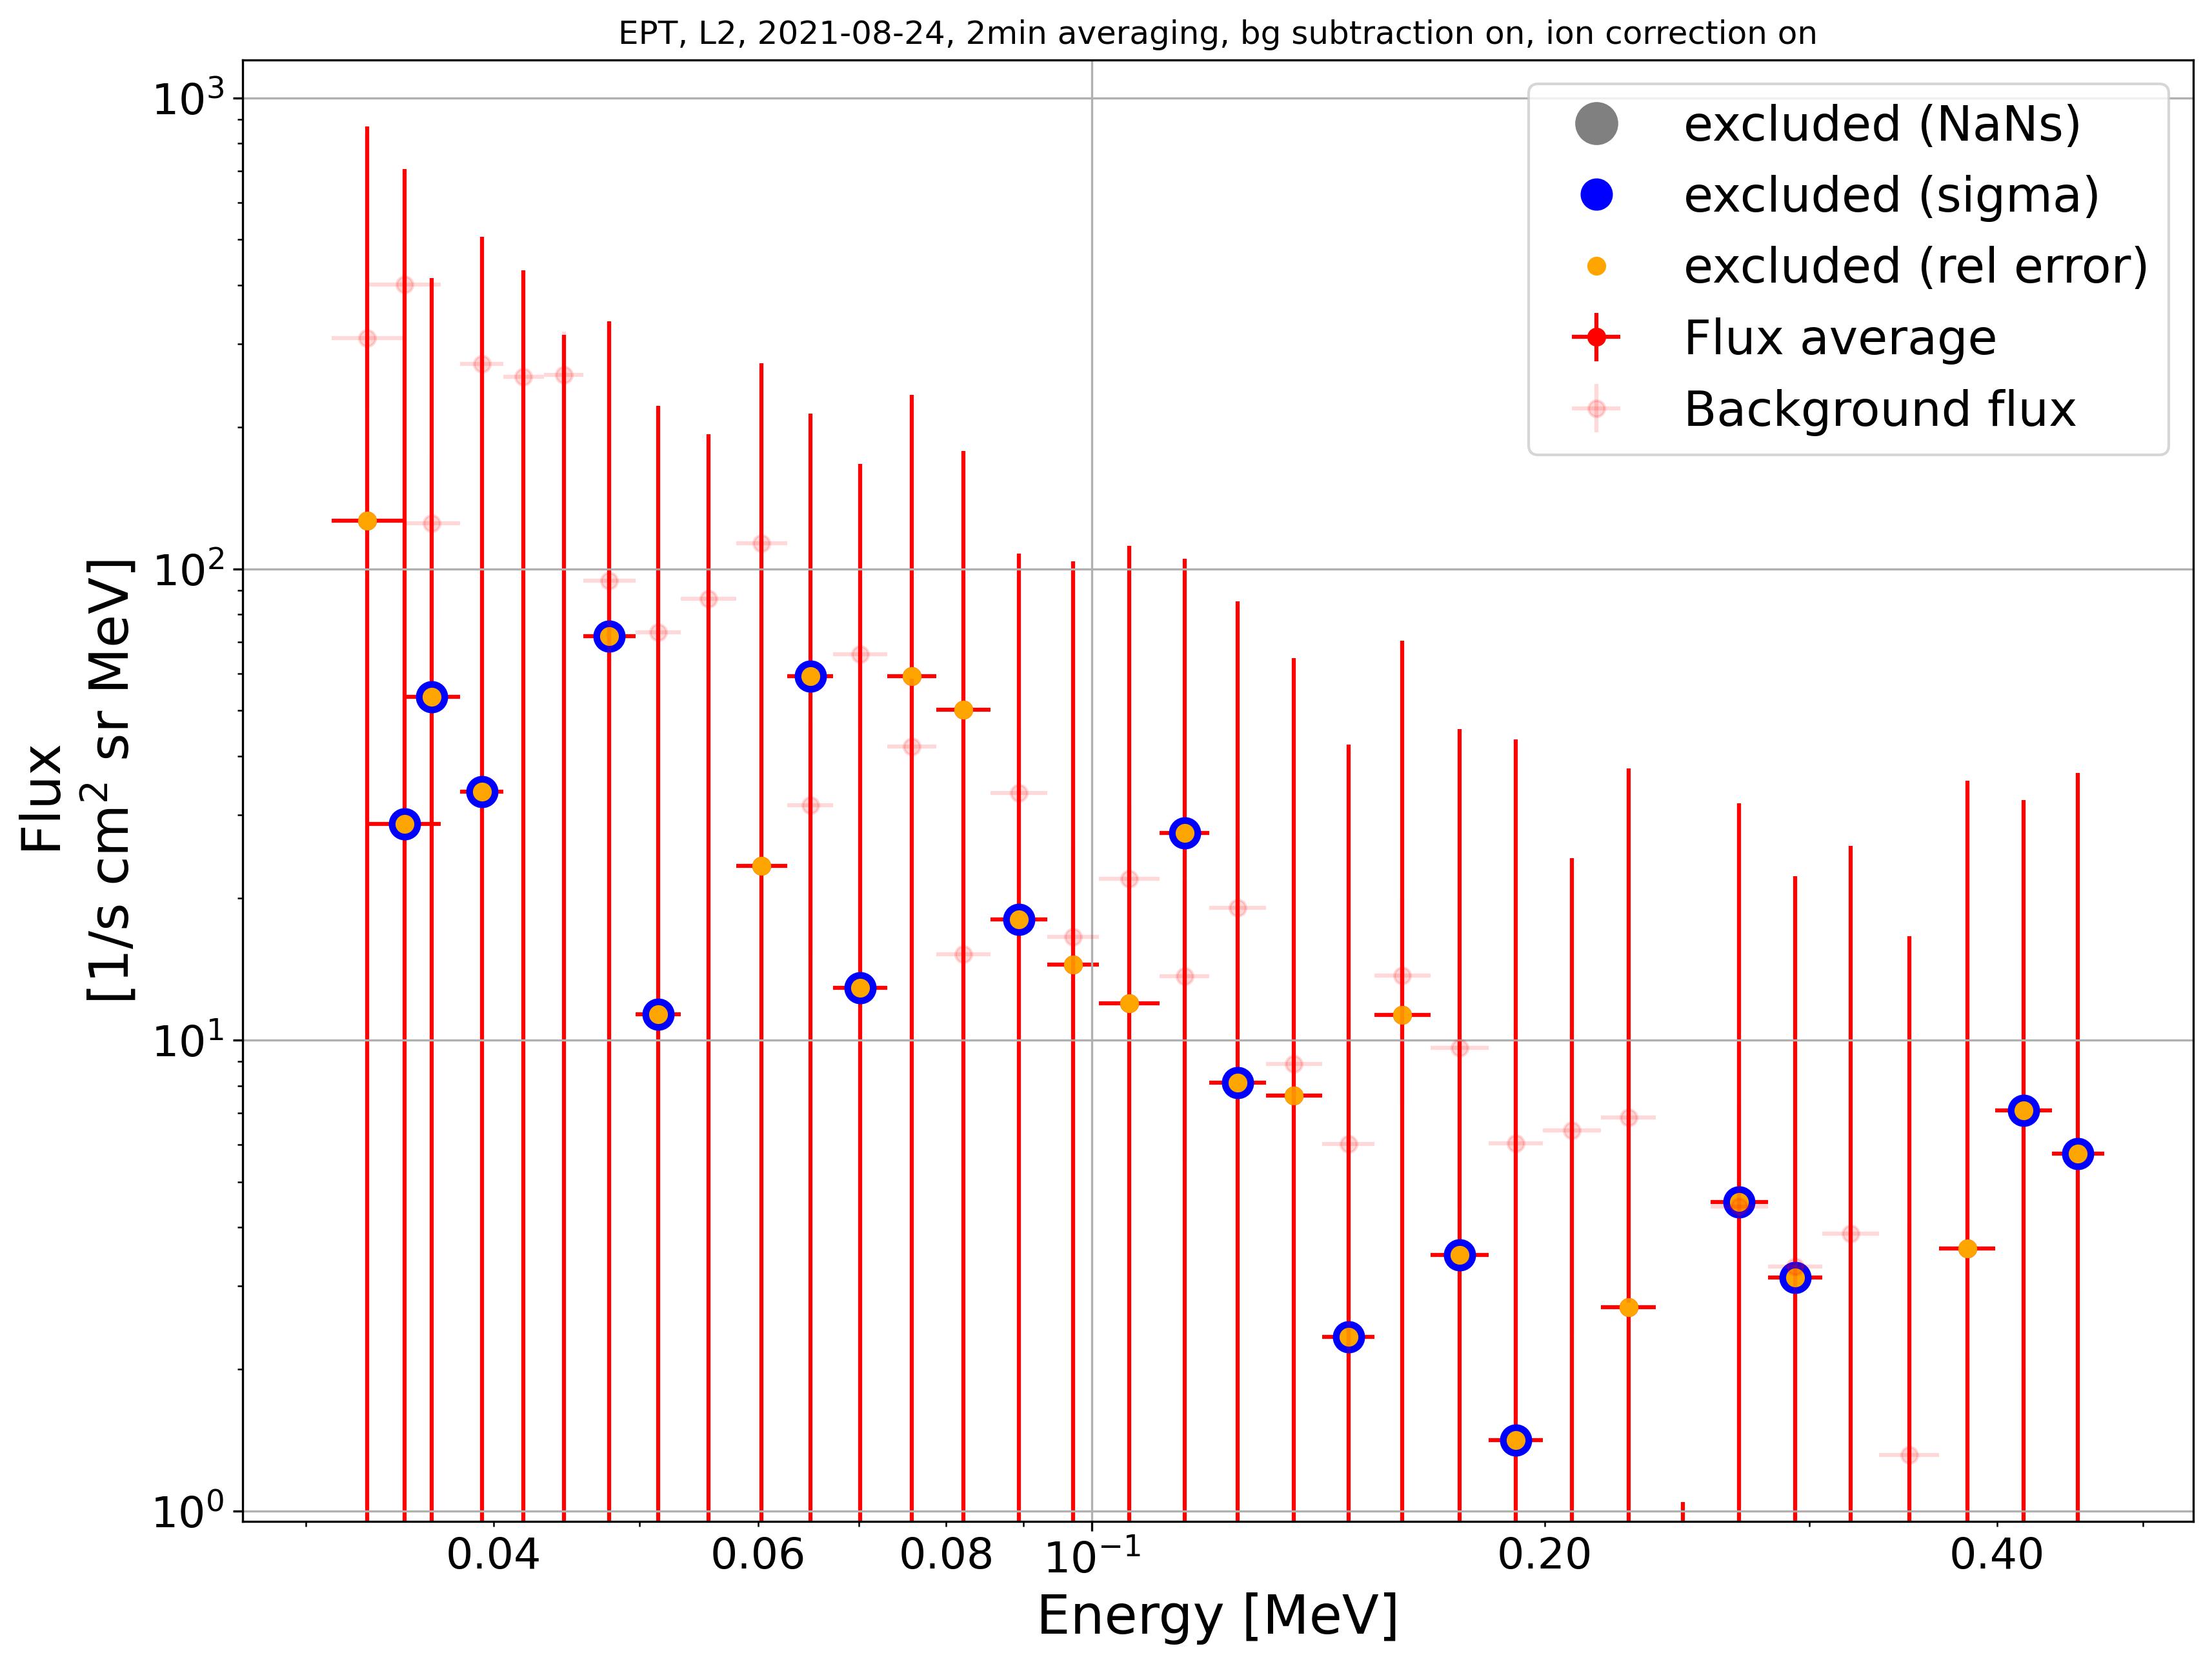 EPT, L2, 2021-08-24, 2min averaging, bg subtraction on, ion correction on
10³
10²
10¹
10⁰
Flux
[1/s cm² sr MeV]
excluded (NaNs)
excluded (sigma)
excluded (rel error)
Flux average
Background flux
0.04 0.06 0.08 10⁻¹ 0.20 0.40
Energy [MeV]